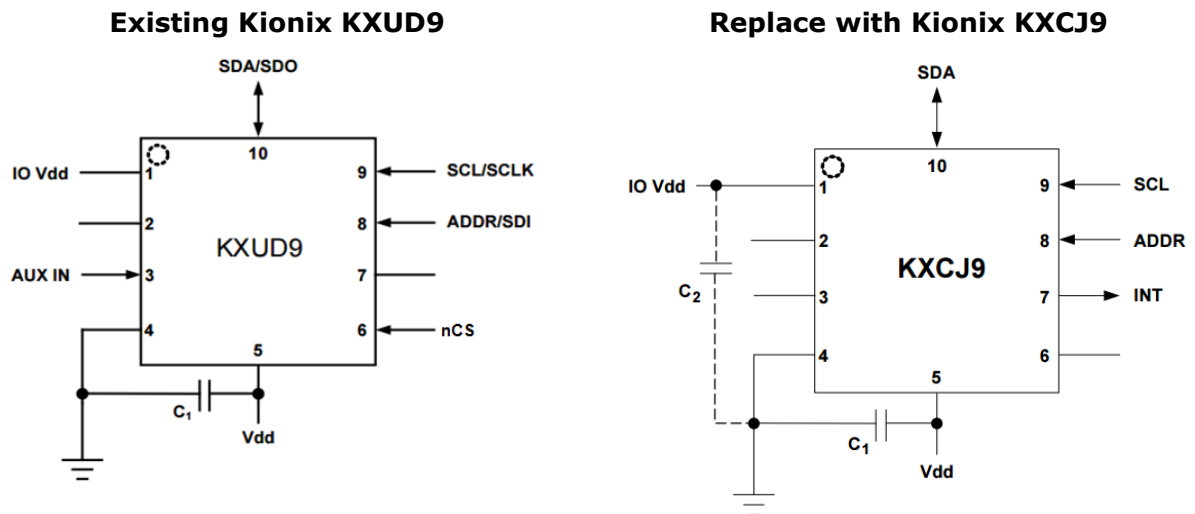 Existing Kionix KXUD9
SDA/SDO
10
IO Vdd
1
9
SCL/SCLK
2
8
ADDR/SDI
KXUD9
AUX IN
3
7
4
6
nCS
5
C1
Vdd
Replace with Kionix KXCJ9
SDA
10
IO Vdd
1
9
SCL
2
8
ADDR
KXCJ9
C2
3
7
INT
4
6
5
C1
Vdd